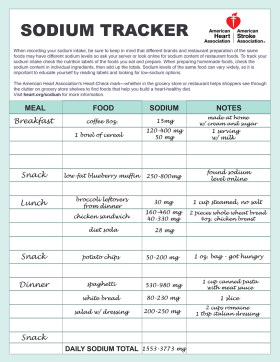 SODIUM TRACKER
American Heart Association®
American Stroke Association®
When recording your sodium intake, be sure to keep in mind that different brands and restaurant preparation of the same
foods may have different sodium levels so ask your server or look online for sodium content of restaurant foods. To track your
sodium intake check the nutrition labels of the foods you eat and prepare. When preparing homemade foods, check the
sodium content in individual ingredients, then add up the totals. Sodium levels of the same food can vary widely, so it is
important to educate yourself by reading labels and looking for low-sodium options.
The American Heart Association's Heart Check mark—whether in the grocery store or restaurant helps shoppers see through
the clutter on grocery store shelves to find foods that help you build a heart-healthy diet.
Visit heart.org/sodium for more information.
MEAL FOOD SODIUM NOTES
Breakfast coffee 8oz. 15mg made at home w/ cream and sugar
1 bowl of cereal 120-400 mg 50 mg 1 serving w/ milk
Snack low-fat blueberry muffin 250-800mg found sodium level online
Lunch broccoli leftovers from dinner 30 mg 1 cup steamed, no salt
chicken sandwich 160-460 mg 40-330 mg 2 pieces whole wheat bread 4oz. chicken breast
diet soda 28 mg
Snack potato chips 50-200 mg 1 oz. bag - got hungry
Dinner spaghetti 530-980 mg 1 cup canned pasta with meat sauce
white bread 80-230 mg 1 slice
salad w/ dressing 200-250 mg 2 cups romaine 1 tbsp italian dressing
Snack
DAILY SODIUM TOTAL 1553-3773 mg